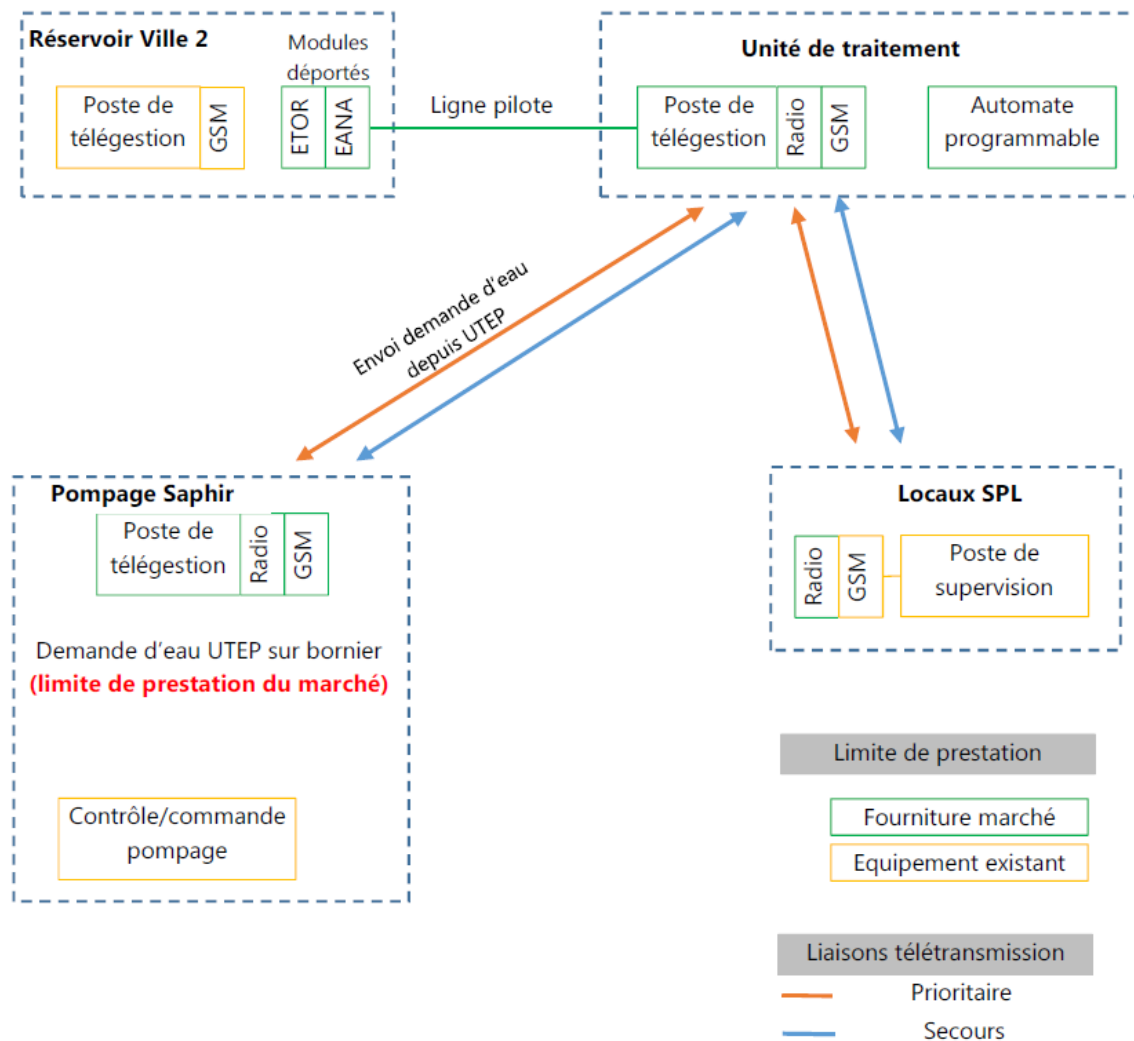 Réservoir Ville 2
Modules
déportés
Poste de
télégestion
GSM
ETOR
EANA
Ligne pilote
Unité de traitement
Poste de
télégestion
Radio
GSM
Automate
programmable
Envoi demande d'eau
depuis UTEP
Pompage Saphir
Poste de
télégestion
Radio
GSM
Demande d'eau UTEP sur bornier
(limite de prestation du marché)
Contrôle/commande
pompage
Locaux SPL
Radio
GSM
Poste de
supervision
Limite de prestation
Fourniture marché
Equipement existant
Liaisons télétransmission
Prioritaire
Secours